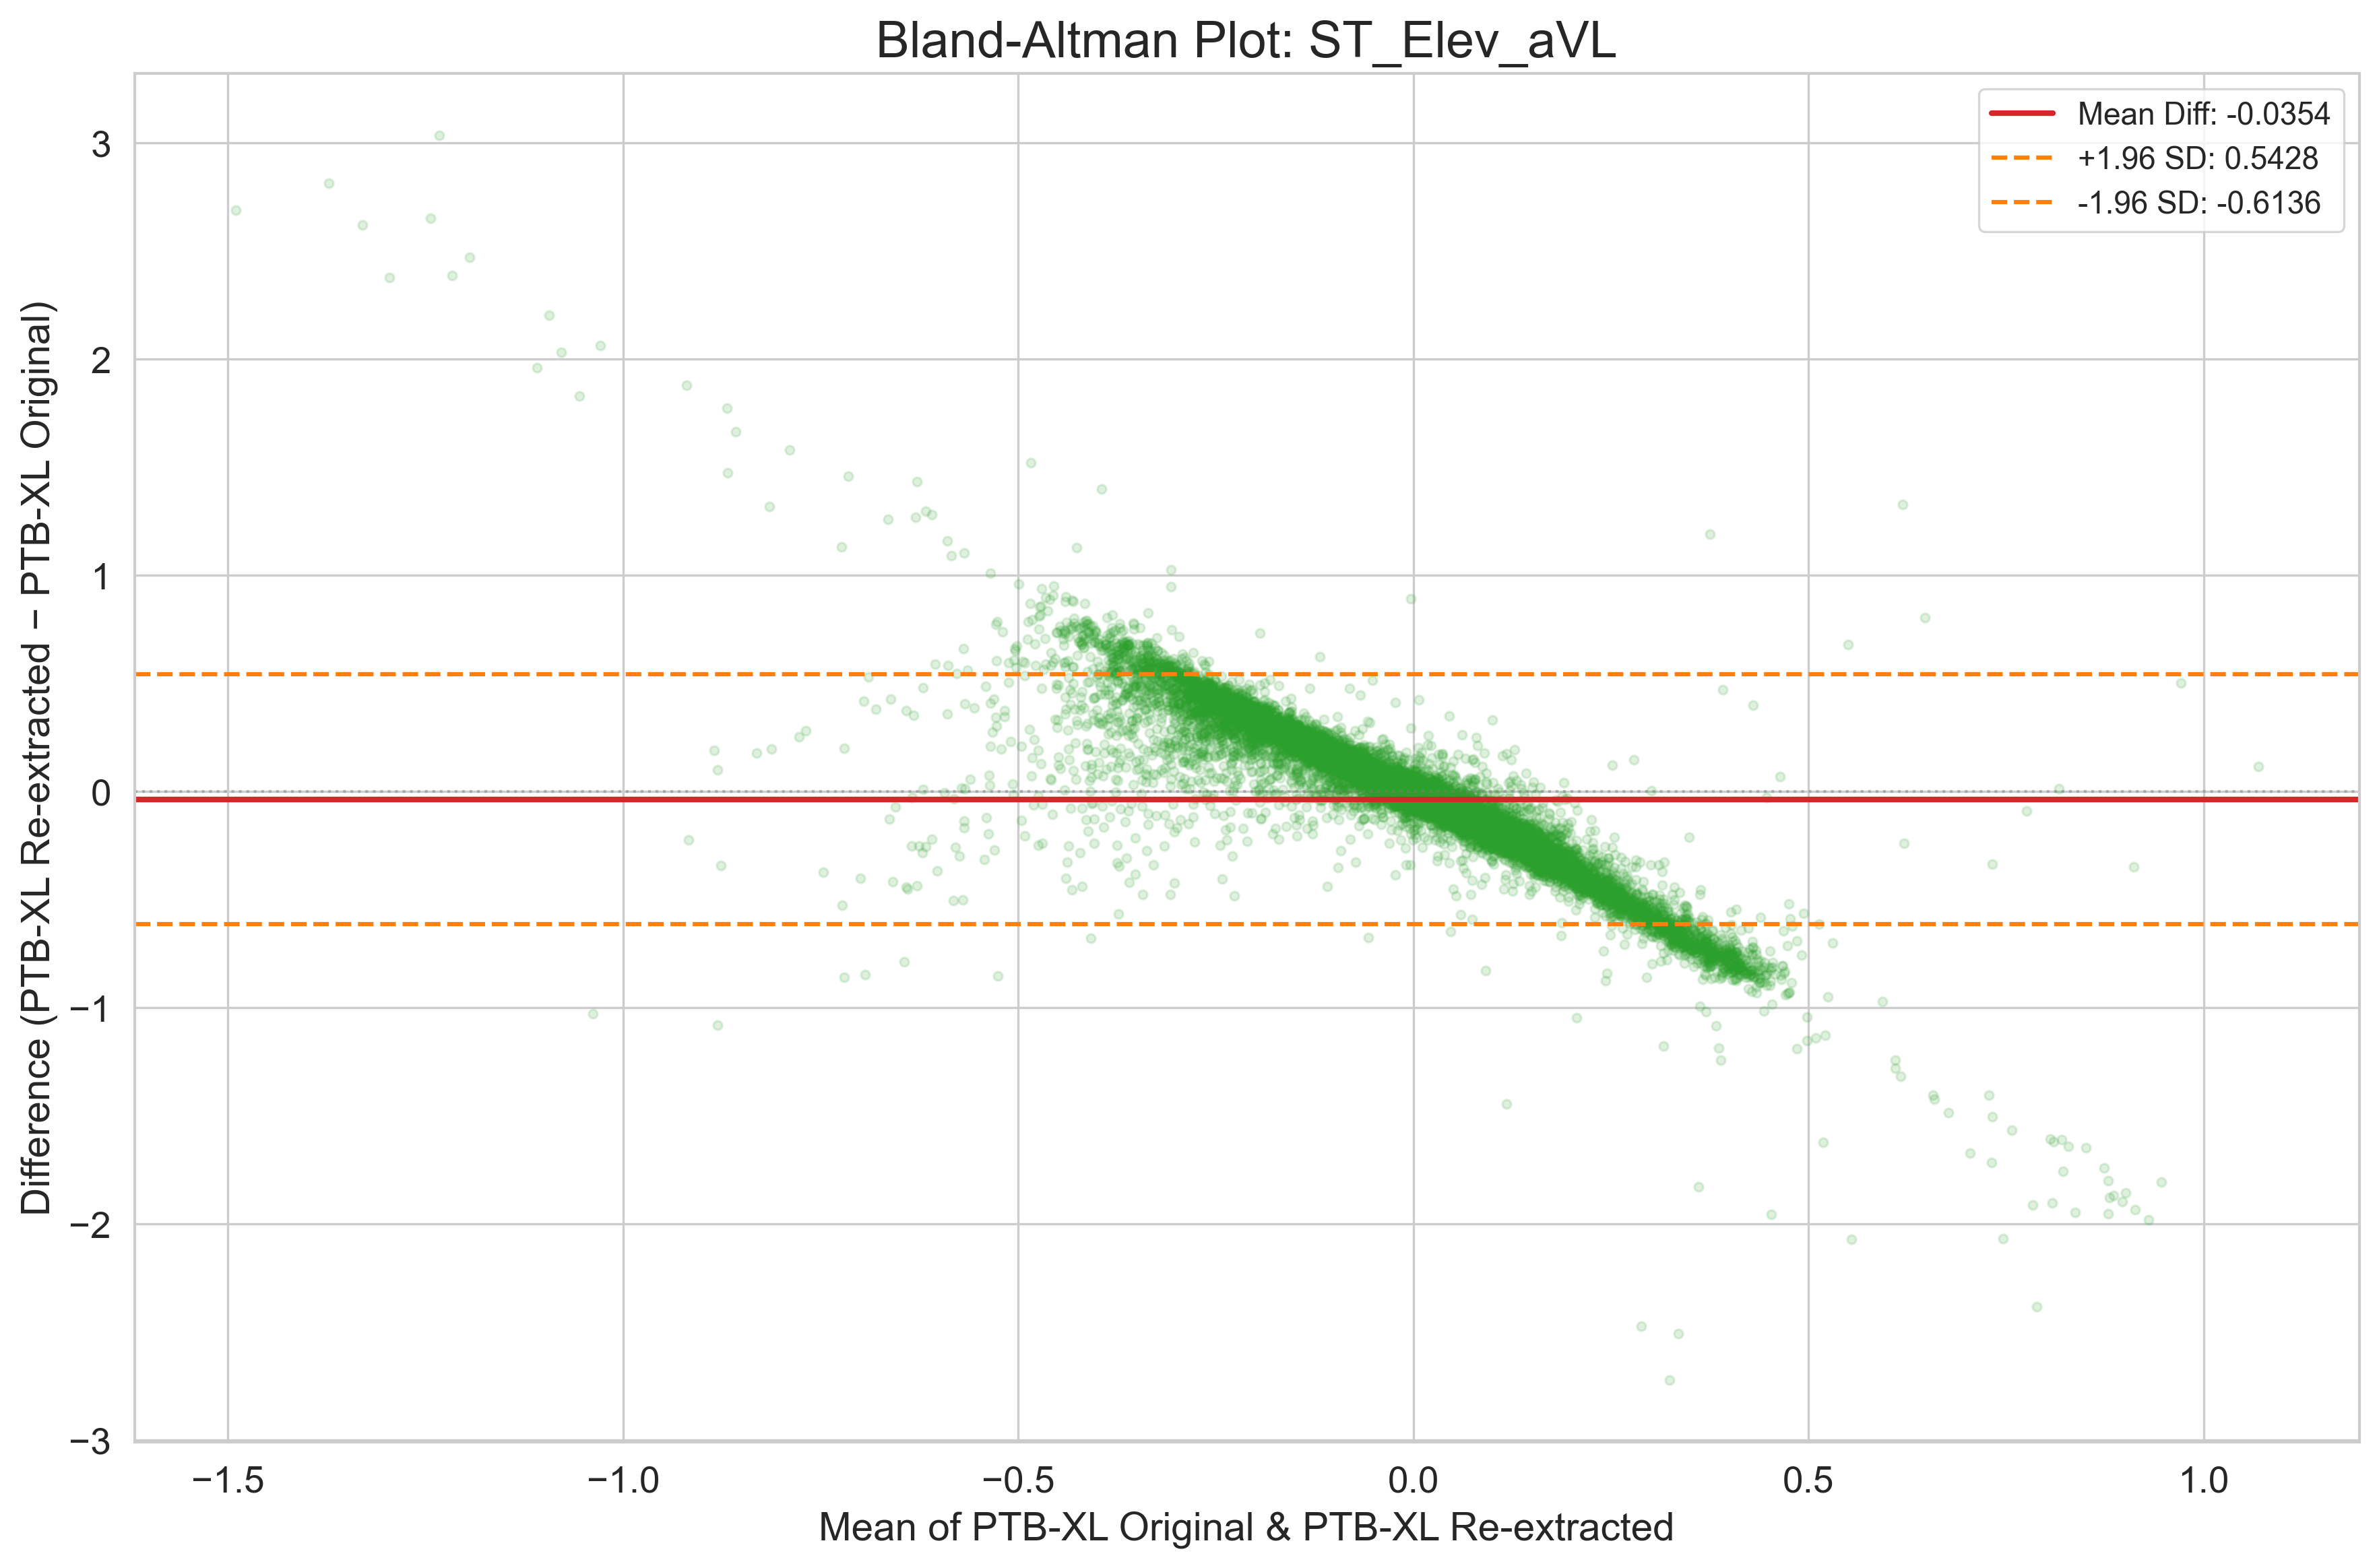 Bland-Altman Plot: ST_Elev_aVL
Mean Diff: -0.0354
+1.96 SD: 0.5428
-1.96 SD: -0.6136
Difference (PTB-XL Re-extracted − PTB-XL Original)
3
2
1
0
−1
−2
−3
−1.5
−1.0
−0.5
0.0
0.5
1.0
Mean of PTB-XL Original & PTB-XL Re-extracted